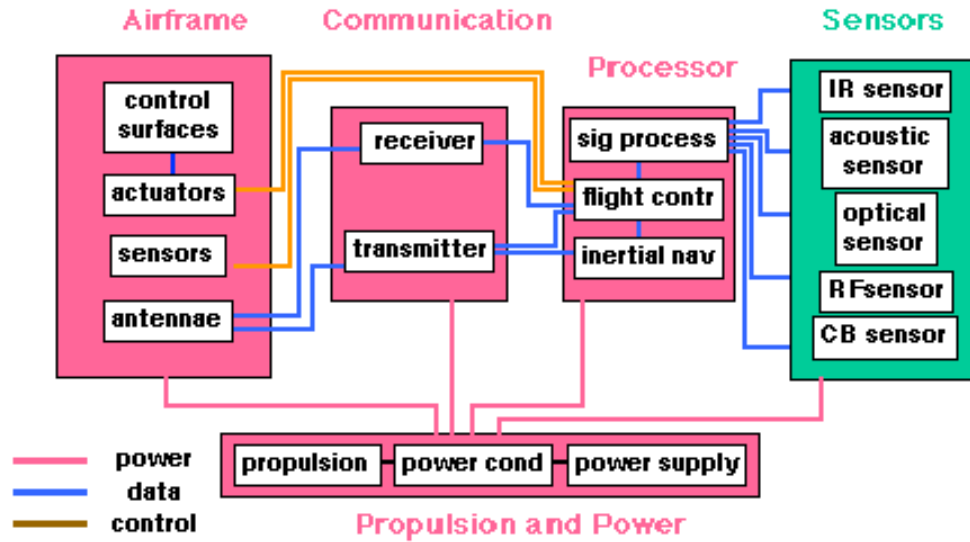 Airframe
Communication
Sensors
Processor
control
surfaces
actuators
sensors
antennae
receiver
transmitter
sig process
flight contr
inertial nav
IR sensor
acoustic
sensor
optical
sensor
RFsensor
CB sensor
propulsion
power cond
power supply
Propulsion and Power
power
data
control